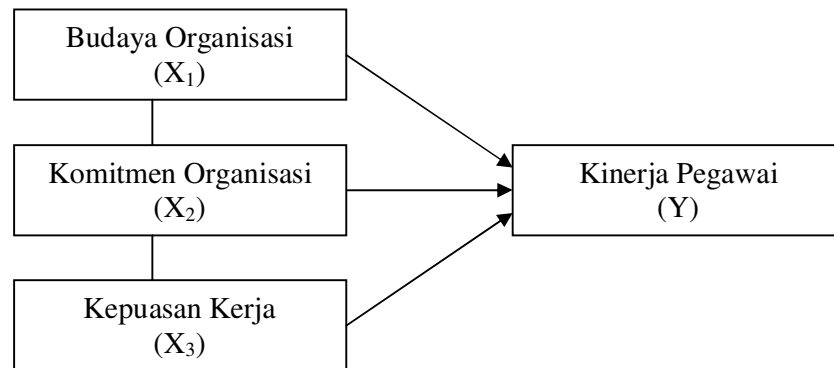 Budaya Organisasi
(X₁)
Komitmen Organisasi
(X₂)
Kepuasan Kerja
(X₃)
Kinerja Pegawai
(Y)